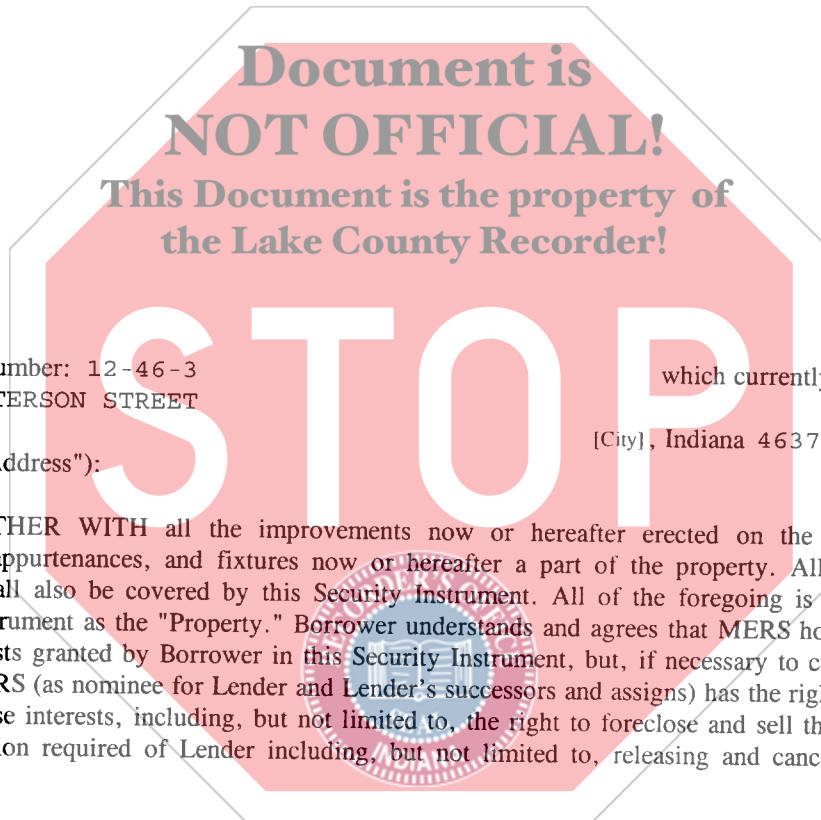 Document is
NOT OFFICIAL!
This Document is the property of
the Lake County Recorder!
STOP
umber: 12-46-3
which currently
TERSON STREET
[City], Indiana 4637
ddress"):
THER WITH all the improvements now or hereafter erected on the
appurtenances, and fixtures now or hereafter a part of the property. All
all also be covered by this Security Instrument. All of the foregoing is
rument as the "Property." Borrower understands and agrees that MERS ho
sts granted by Borrower in this Security Instrument, but, if necessary to c
RS (as nominee for Lender and Lender's successors and assigns) has the righ
se interests, including, but not limited to, the right to foreclose and sell th
ion required of Lender including, but not limited to, releasing and canc
RECORDER'S OFFICE
INDIANA